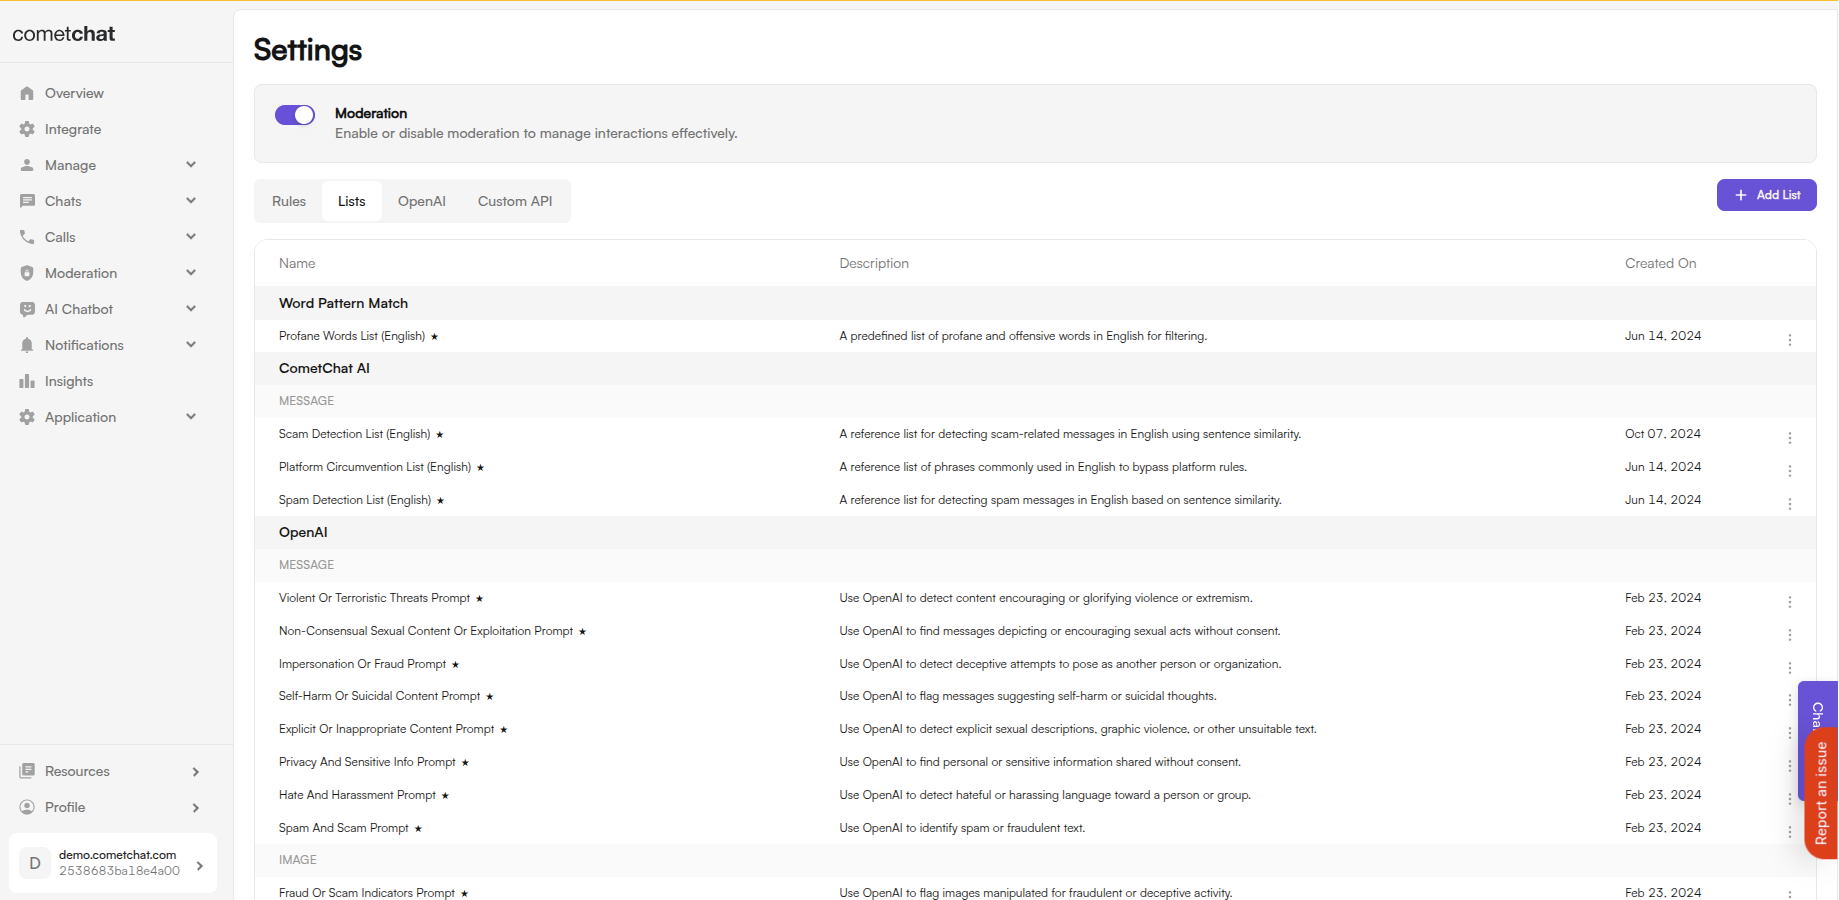 cometchat
Overview
Integrate
Manage
Chats
Calls
Moderation
AI Chatbot
Notifications
Insights
Application
Resources
Profile
D
demo.cometchat.com
2538683ba18e4a00
Settings
Moderation
Enable or disable moderation to manage interactions effectively.
Rules Lists OpenAI Custom API
+ Add List
Name Description Created On
Word Pattern Match
Profane Words List (English) ★ A predefined list of profane and offensive words in English for filtering. Jun 14, 2024
CometChat AI
MESSAGE
Scam Detection List (English) ★ A reference list for detecting scam-related messages in English using sentence similarity. Oct 07, 2024
Platform Circumvention List (English) ★ A reference list of phrases commonly used in English to bypass platform rules. Jun 14, 2024
Spam Detection List (English) ★ A reference list for detecting spam messages in English based on sentence similarity. Jun 14, 2024
OpenAI
MESSAGE
Violent Or Terroristic Threats Prompt ★ Use OpenAI to detect content encouraging or glorifying violence or extremism. Feb 23, 2024
Non-Consensual Sexual Content Or Exploitation Prompt ★ Use OpenAI to find messages depicting or encouraging sexual acts without consent. Feb 23, 2024
Impersonation Or Fraud Prompt ★ Use OpenAI to detect deceptive attempts to pose as another person or organization. Feb 23, 2024
Self-Harm Or Suicidal Content Prompt ★ Use OpenAI to flag messages suggesting self-harm or suicidal thoughts. Feb 23, 2024
Explicit Or Inappropriate Content Prompt ★ Use OpenAI to detect explicit sexual descriptions, graphic violence, or other unsuitable text. Feb 23, 2024
Privacy And Sensitive Info Prompt ★ Use OpenAI to find personal or sensitive information shared without consent. Feb 23, 2024
Hate And Harassment Prompt ★ Use OpenAI to detect hateful or harassing language toward a person or group. Feb 23, 2024
Spam And Scam Prompt ★ Use OpenAI to identify spam or fraudulent text. Feb 23, 2024
IMAGE
Fraud Or Scam Indicators Prompt ★ Use OpenAI to flag images manipulated for fraudulent or deceptive activity. Feb 23, 2024
Report an issue